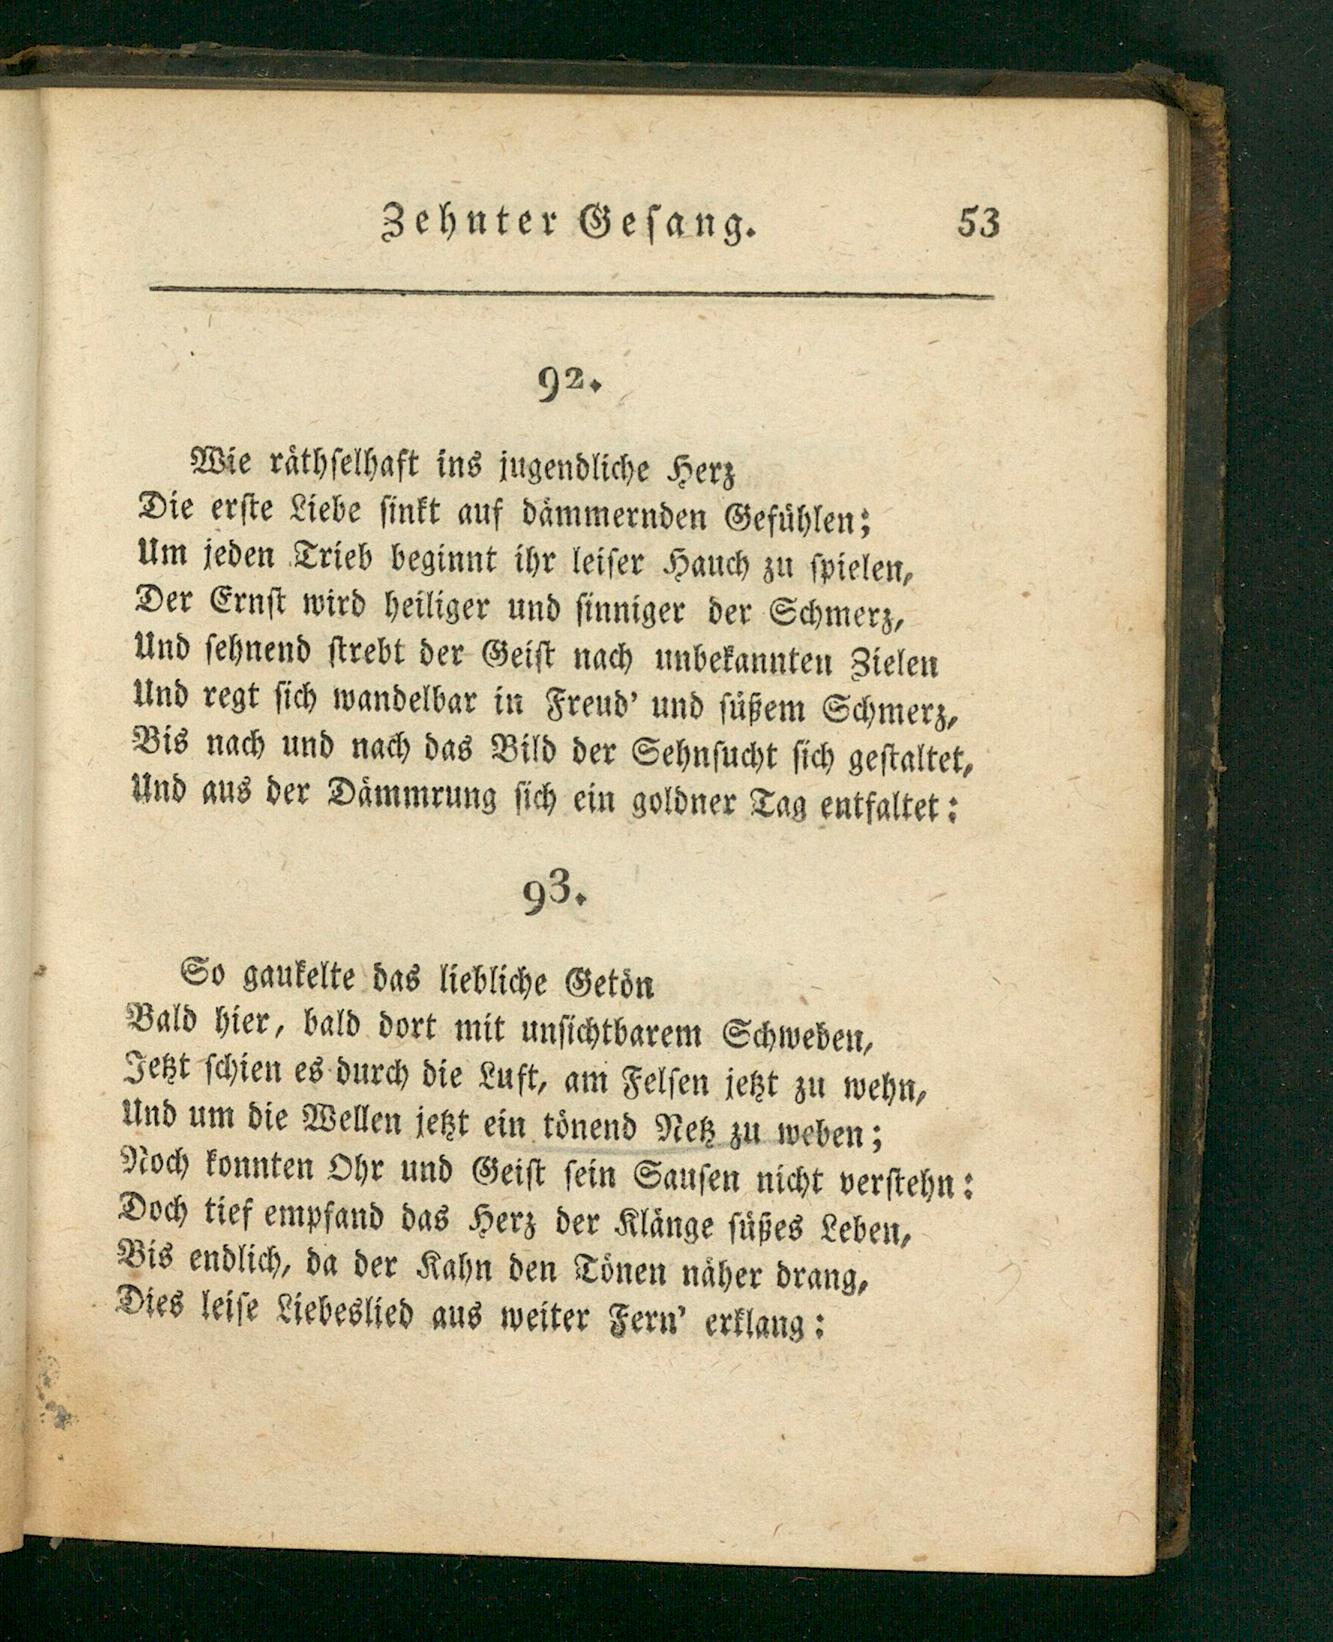 Zehnter Gesang. 53
92.
Wie räthselhaft ins jugendliche Herz
Die erste Liebe sinkt auf dämmernden Gefühlen;
Um jeden Trieb beginnt ihr leiser Hauch zu spielen,
Der Ernst wird heiliger und sinniger der Schmerz,
Und sehnend strebt der Geist nach unbekannten Zielen
Und regt sich wandelbar in Freud' und süßem Schmerz,
Bis nach und nach das Bild der Sehnsucht sich gestaltet,
Und aus der Dämmrung sich ein goldner Tag entfaltet:
93.
So gaukelte das liebliche Getön
Bald hier, bald dort mit unsichtbarem Schweben,
Jetzt schien es durch die Luft, am Felsen jetzt zu wehn,
Und um die Wellen jetzt ein tönend Netz zu weben;
Noch konnten Ohr und Geist sein Sausen nicht verstehn:
Doch tief empfand das Herz der Klänge süßes Leben,
Bis endlich, da der Kahn den Tönen näher drang,
Dies leise Liebeslied aus weiter Fern' erklang: